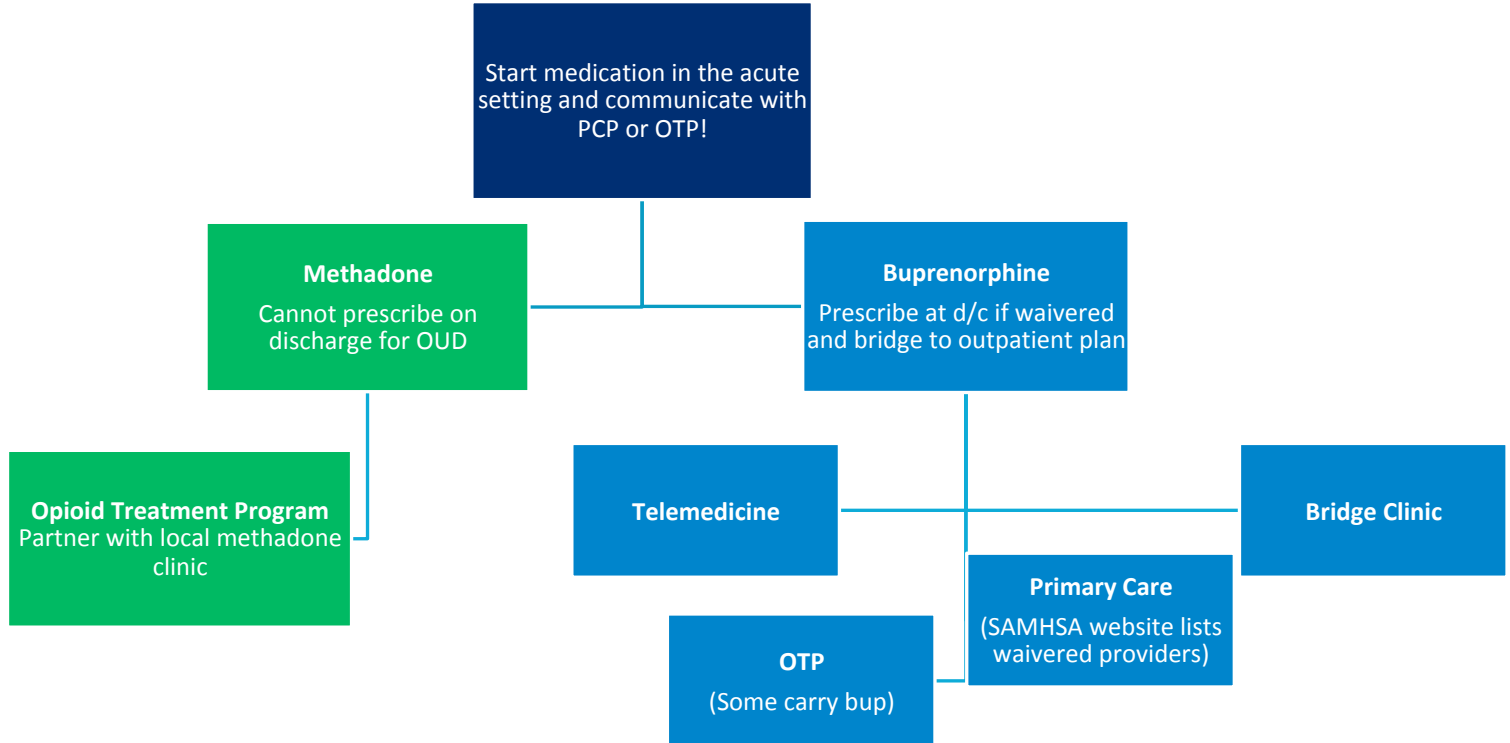 Start medication in the acute
setting and communicate with
PCP or OTP!
Methadone
Cannot prescribe on
discharge for OUD
Buprenorphine
Prescribe at d/c if waivered
and bridge to outpatient plan
Opioid Treatment Program
Partner with local methadone
clinic
Telemedicine
Bridge Clinic
Primary Care
(SAMHSA website lists
waivered providers)
OTP
(Some carry bup)